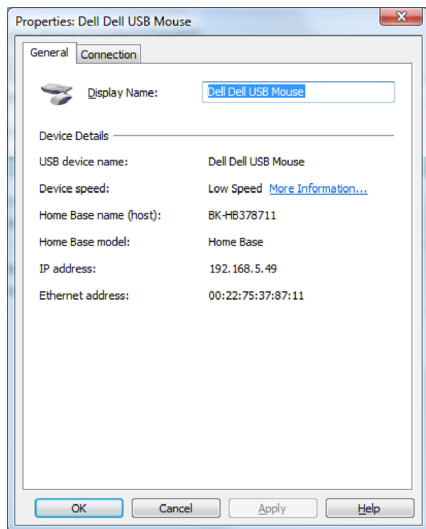 Properties: Dell Dell USB Mouse
General Connection
Display Name: Dell Dell USB Mouse
Device Details
USB device name: Dell Dell USB Mouse
Device speed: Low Speed More Information...
Home Base name (host): BK-HB378711
Home Base model: Home Base
IP address: 192.168.5.49
Ethernet address: 00:22:75:37:87:11
OK Cancel Apply Help